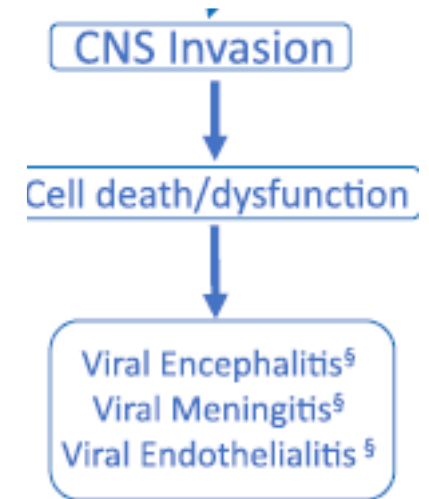 CNS Invasion
Cell death/dysfunction
Viral Encephalitis§
Viral Meningitis§
Viral Endothelialitis §